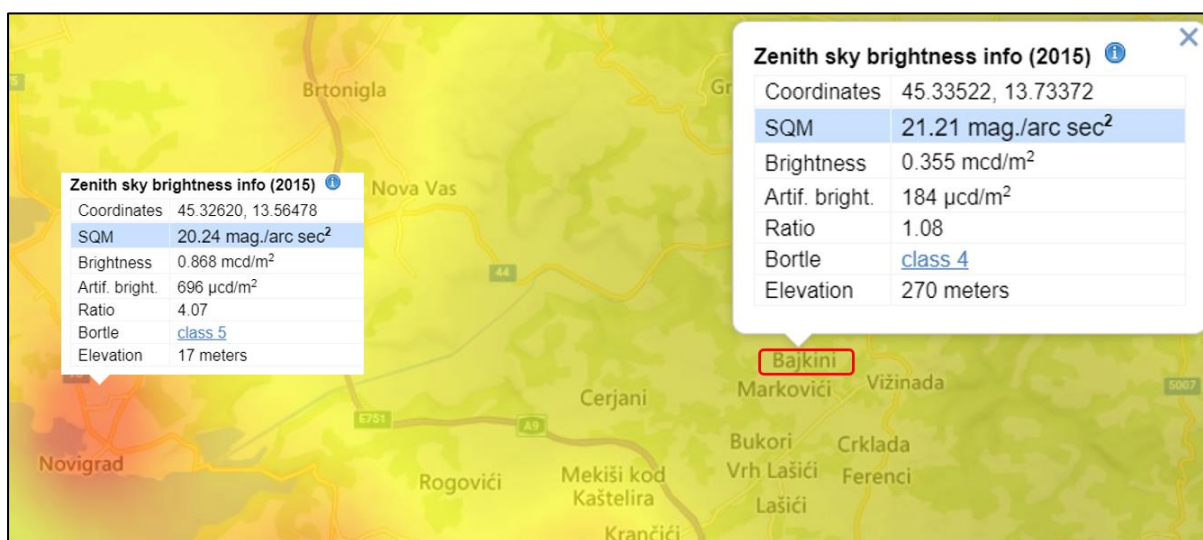 Brtonigla
Gr
Nova Vas
44
Cerjani
E751
A9
Bajkini
Markovići
Vižinada
5007
Bukori
Crklada
Vrh Lašići
Ferenci
Lašići
Novigrad
Rogovići
Mekiši kod
Kaštelira
Krančići
Zenith sky brightness info (2015)
Coordinates 45.32620, 13.56478
SQM 20.24 mag./arc sec²
Brightness 0.868 mcd/m²
Artif. bright. 696 μcd/m²
Ratio 4.07
Bortle class 5
Elevation 17 meters
Zenith sky brightness info (2015)
Coordinates 45.33522, 13.73372
SQM 21.21 mag./arc sec²
Brightness 0.355 mcd/m²
Artif. bright. 184 μcd/m²
Ratio 1.08
Bortle class 4
Elevation 270 meters